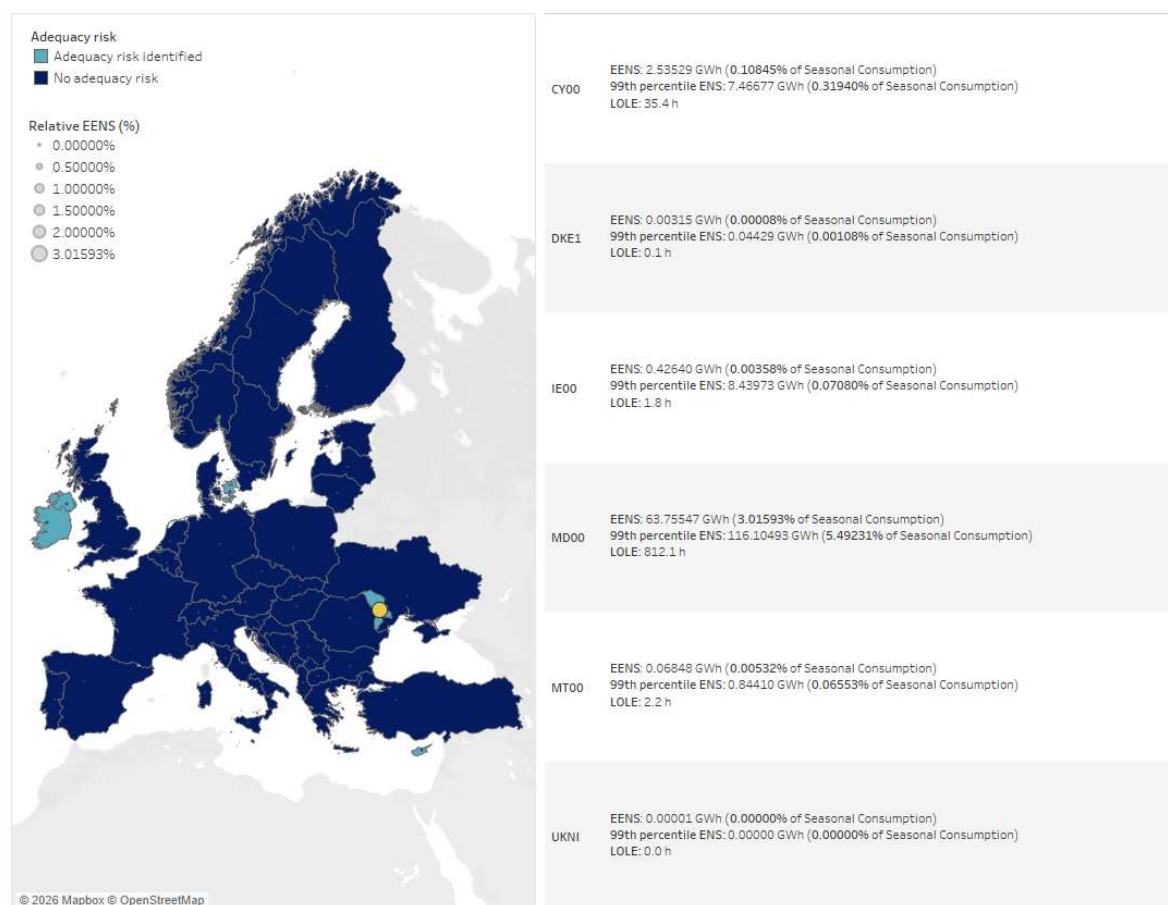 Adequacy risk
Adequacy risk identified
No adequacy risk
Relative EENS (%)
0.00000%
0.50000%
1.00000%
1.50000%
2.00000%
3.01593%
© 2026 Mapbox © OpenStreetMap
CY00
EENS: 2.53529 GWh (0.10845% of Seasonal Consumption)
99th percentile ENS: 7.46677 GWh (0.31940% of Seasonal Consumption)
LOLE: 35.4 h
DKE1
EENS: 0.00315 GWh (0.00008% of Seasonal Consumption)
99th percentile ENS: 0.04429 GWh (0.00108% of Seasonal Consumption)
LOLE: 0.1 h
IE00
EENS: 0.42640 GWh (0.00358% of Seasonal Consumption)
99th percentile ENS: 8.43973 GWh (0.07080% of Seasonal Consumption)
LOLE: 1.8 h
MD00
EENS: 63.75547 GWh (3.01593% of Seasonal Consumption)
99th percentile ENS: 116.10493 GWh (5.49231% of Seasonal Consumption)
LOLE: 812.1 h
MT00
EENS: 0.06848 GWh (0.00532% of Seasonal Consumption)
99th percentile ENS: 0.84410 GWh (0.06553% of Seasonal Consumption)
LOLE: 2.2 h
UKNI
EENS: 0.00001 GWh (0.00000% of Seasonal Consumption)
99th percentile ENS: 0.00000 GWh (0.00000% of Seasonal Consumption)
LOLE: 0.0 h